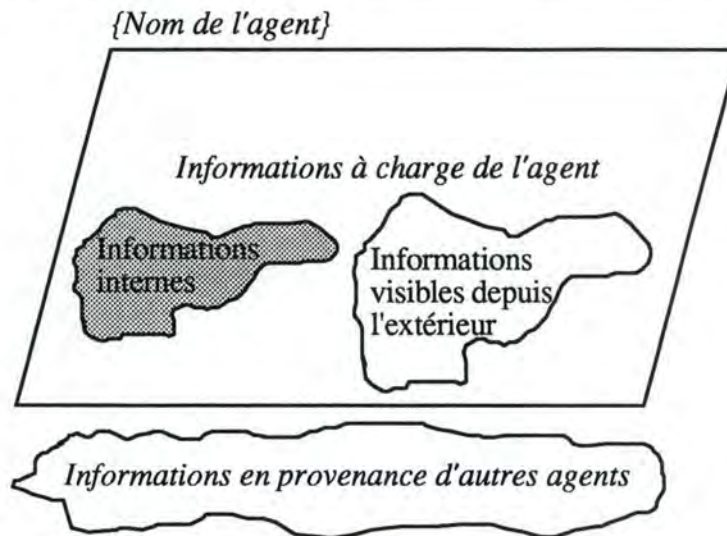 {Nom de l'agent}
Informations à charge de l'agent
Informations
internes
Informations
visibles depuis
l'extérieur
Informations en provenance d'autres agents